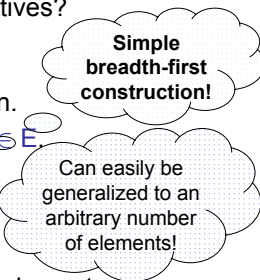 tives?
Simple
breadth-first
construction!
n.
∈ E.
Can easily be
generalized to an
arbitrary number
of elements!